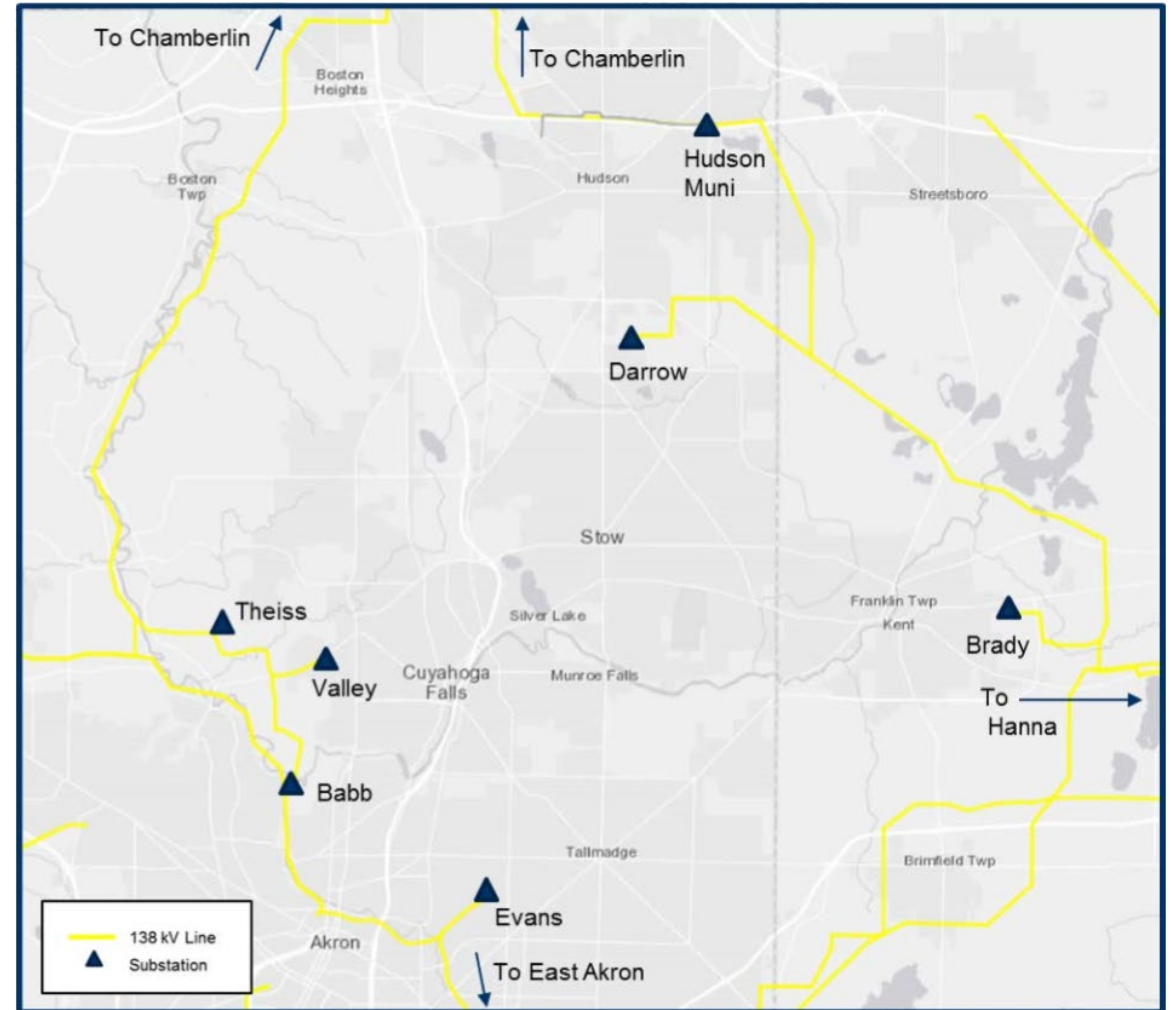 To Chamberlin
To Chamberlin
Boston
Heights
Hudson
Muni
Boston
Twp
Hudson
Streetsboro
Darrow
Stow
Theiss
Silver Lake
Franklin Twp
Kent
Brady
Valley
Cuyahoga
Falls
Munroe Falls
To
Hanna
Babb
Tallmadge
Brimfield Twp
Evans
Akron
To East Akron
138 kV Line
Substation